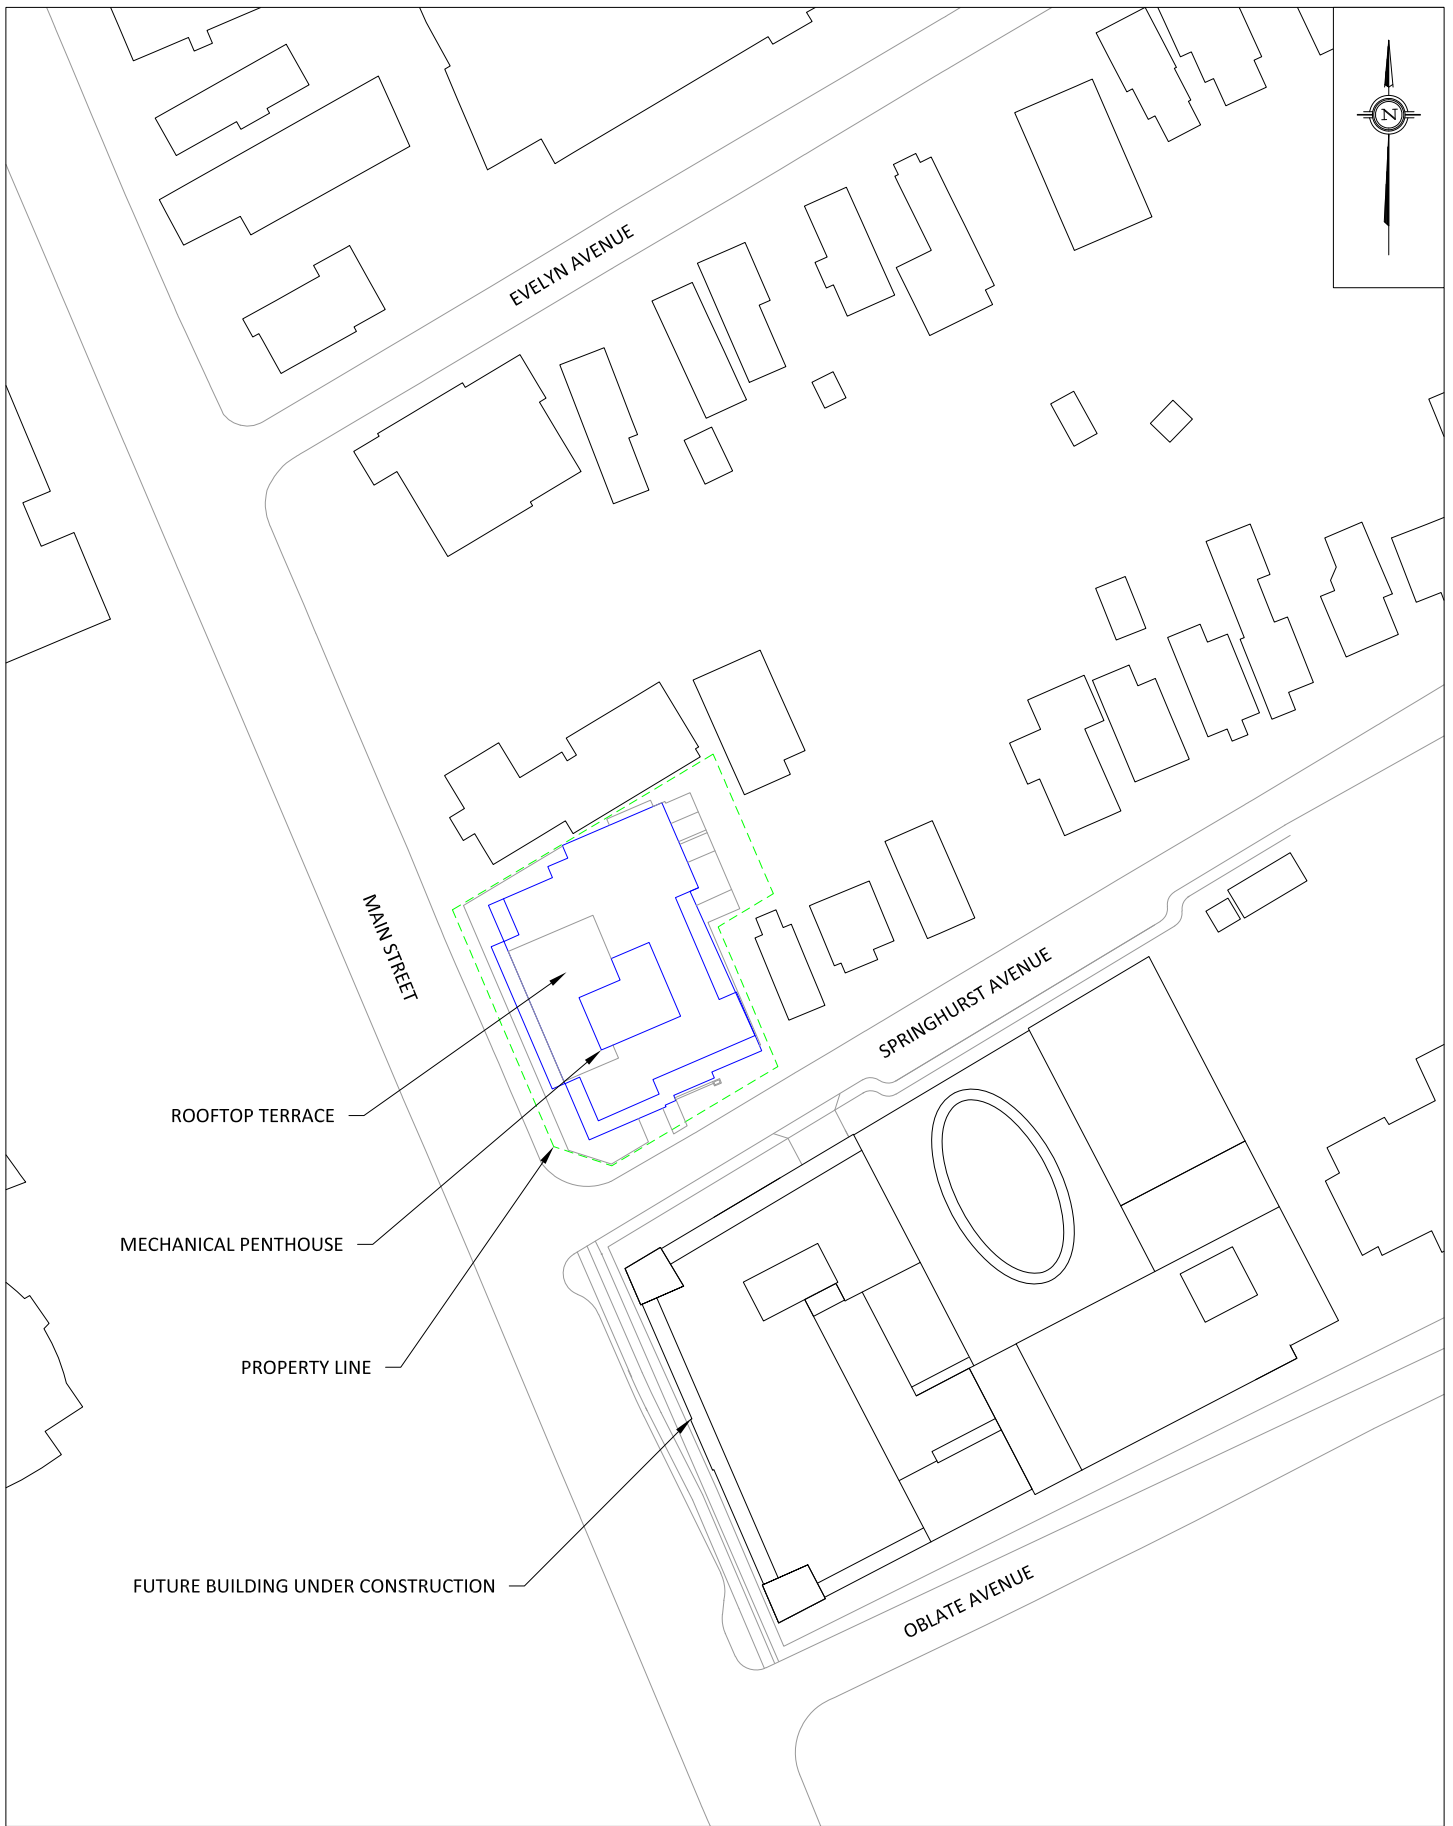 N
EVELYN AVENUE
MAIN STREET
SPRINGHURST AVENUE
ROOFTOP TERRACE
MECHANICAL PENTHOUSE
PROPERTY LINE
FUTURE BUILDING UNDER CONSTRUCTION
OBLATE AVENUE